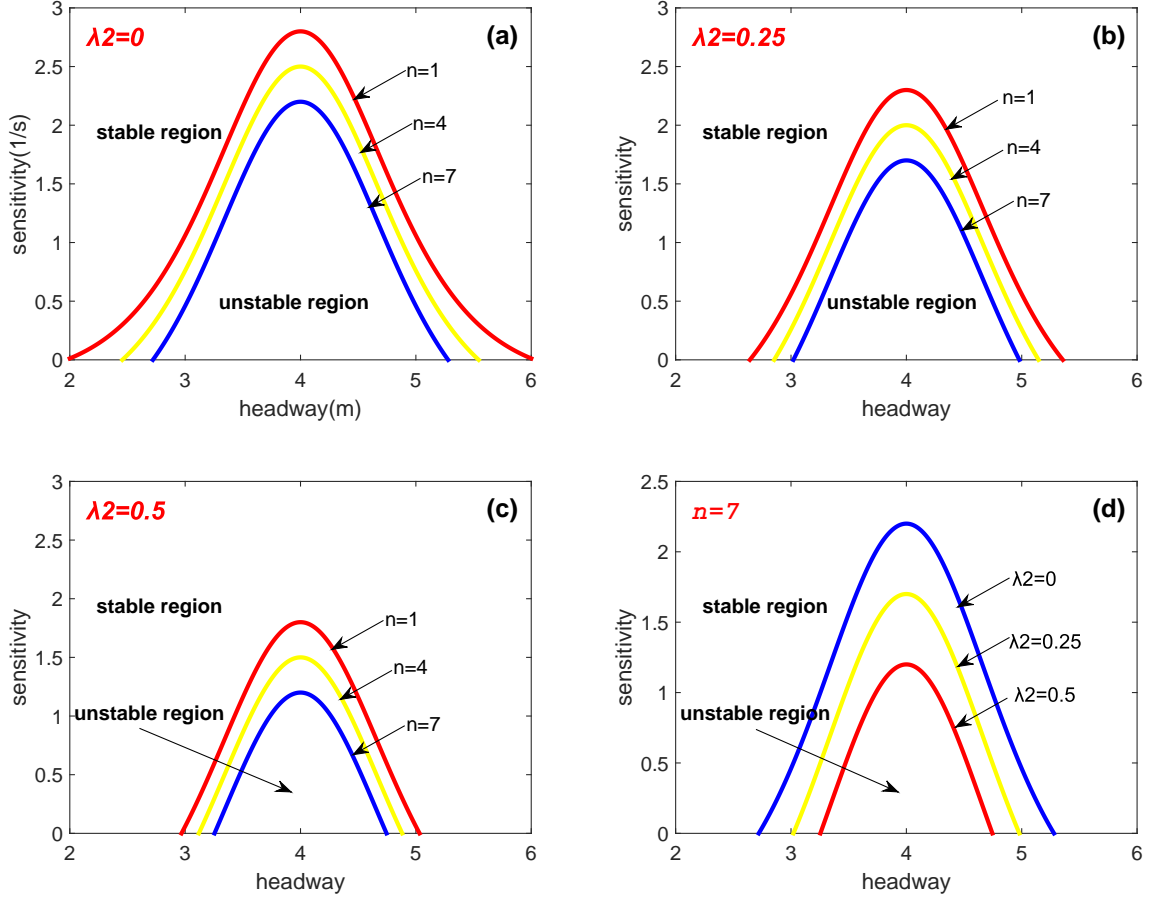 λ2=0
(a)
n=1
n=4
n=7
stable region
unstable region
sensitivity(1/s)
3
2.5
2
1.5
1
0.5
0
2
3
4
5
6
headway(m)
λ2=0.25
(b)
n=1
n=4
n=7
stable region
unstable region
sensitivity
3
2.5
2
1.5
1
0.5
0
2
3
4
5
6
headway
λ2=0.5
(c)
n=1
n=4
n=7
stable region
unstable region
sensitivity
3
2.5
2
1.5
1
0.5
0
2
3
4
5
6
headway
n=7
(d)
λ2=0
λ2=0.25
λ2=0.5
stable region
unstable region
sensitivity
2.5
2
1.5
1
0.5
0
2
3
4
5
6
headway